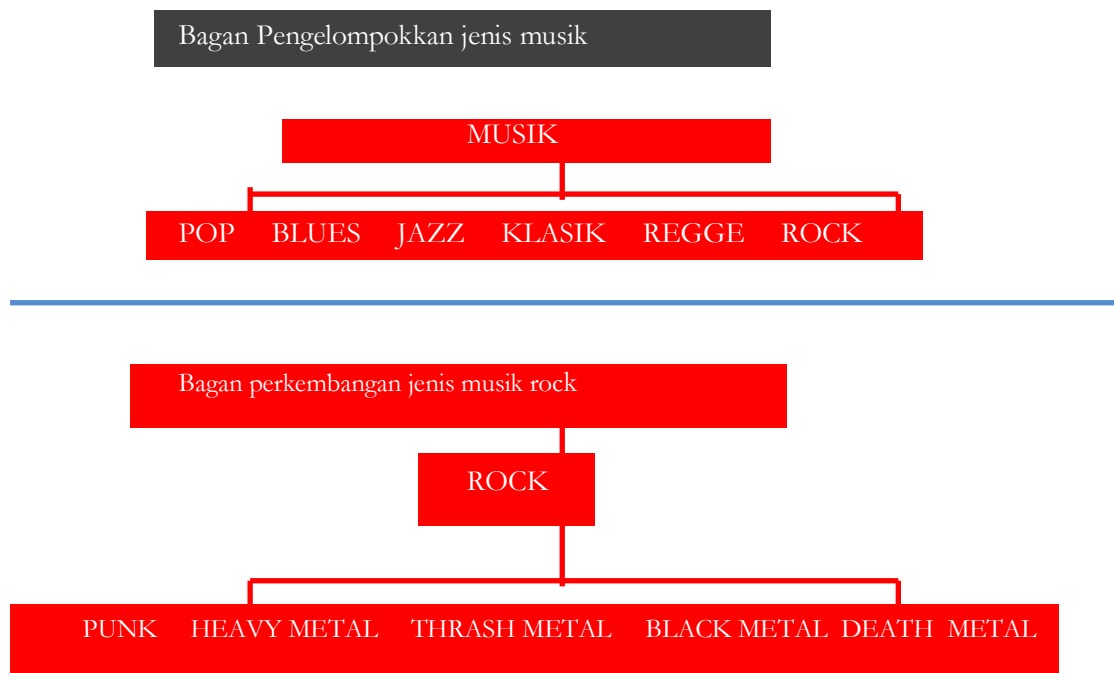 Bagan Pengelompokkan jenis musik
MUSIK
POP BLUES JAZZ KLASIK REGGE ROCK
Bagan perkembangan jenis musik rock
ROCK
PUNK HEAVY METAL THRASH METAL BLACK METAL DEATH METAL